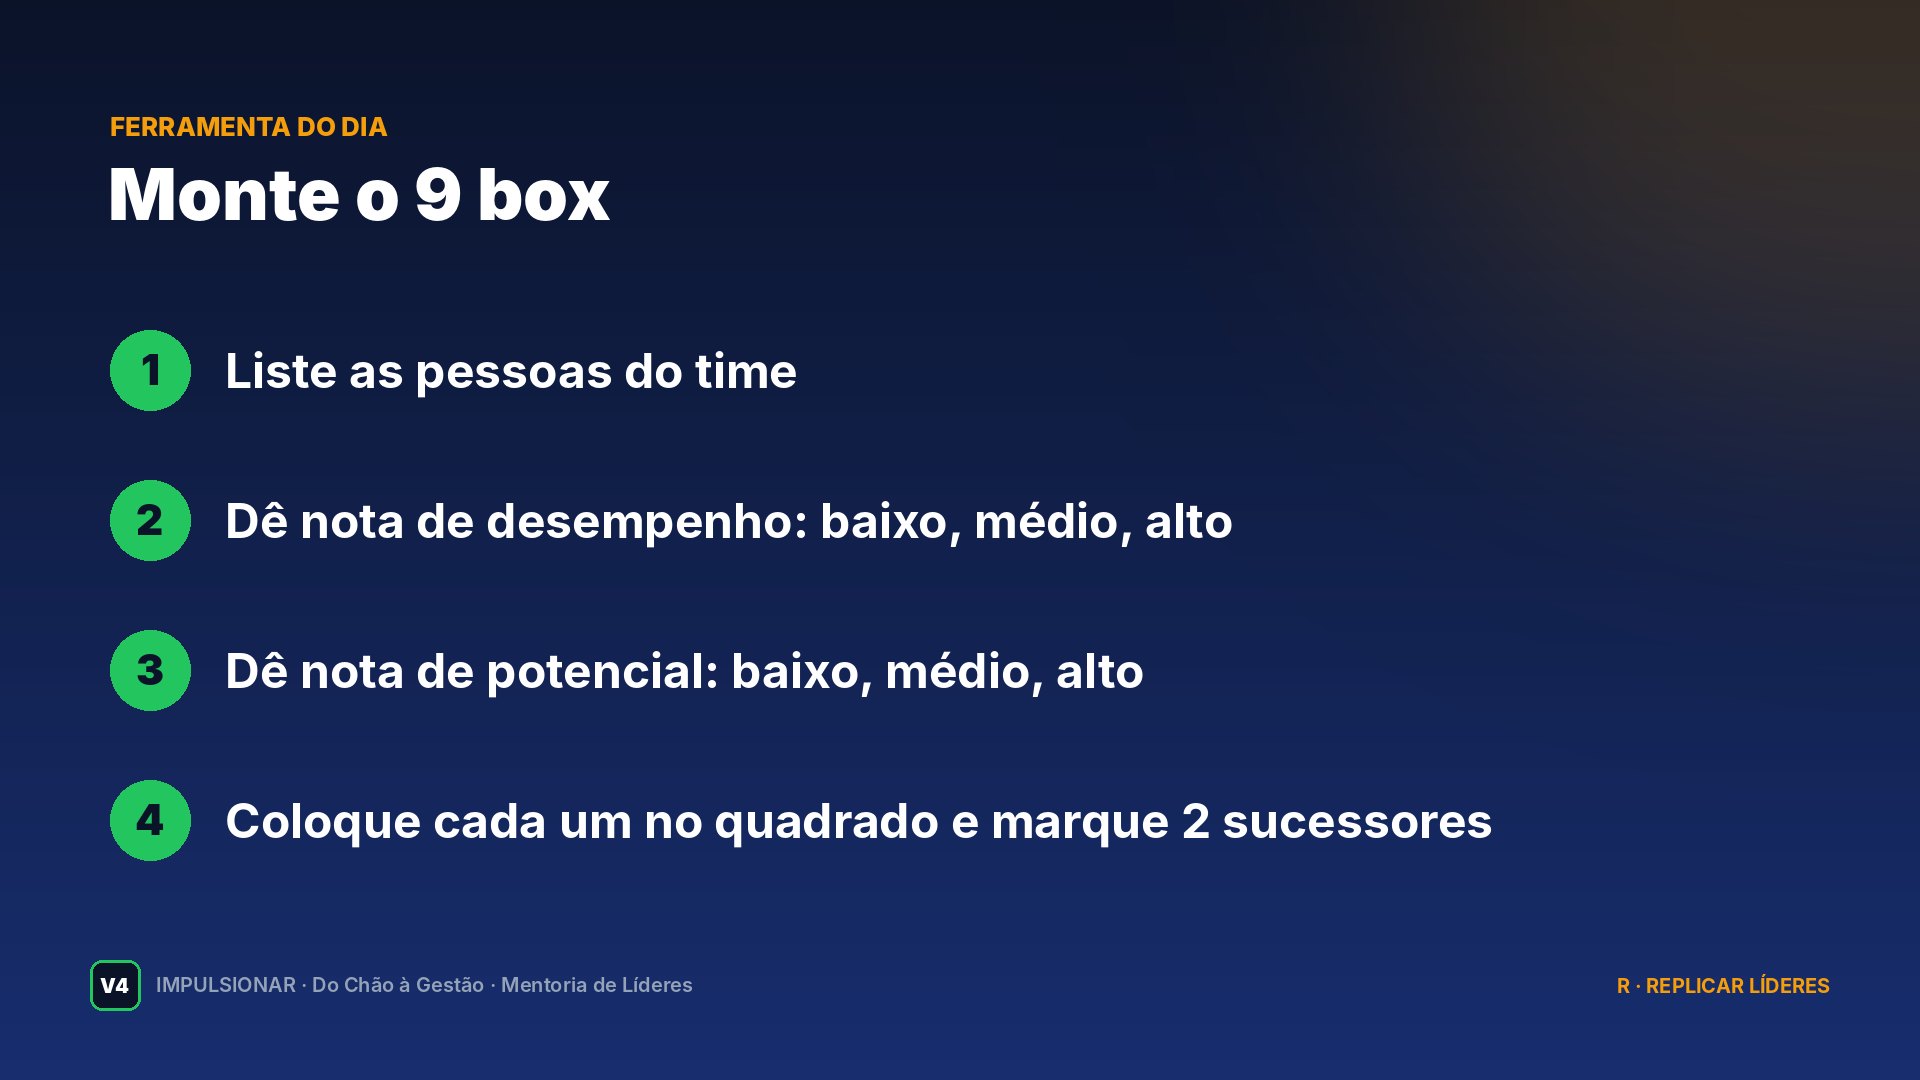 FERRAMENTA DO DIA
Monte o 9 box
1 Liste as pessoas do time
2 Dê nota de desempenho: baixo, médio, alto
3 Dê nota de potencial: baixo, médio, alto
4 Coloque cada um no quadrado e marque 2 sucessores
V4 IMPULSIONAR · Do Chão à Gestão · Mentoria de Líderes
R · REPLICAR LÍDERES